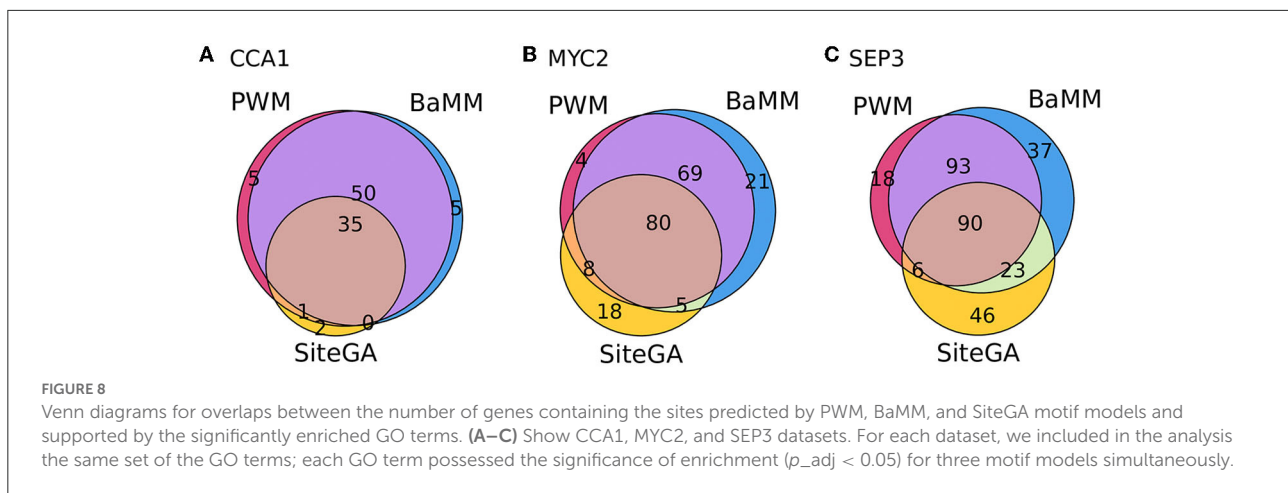 A CCA1
PWM
BaMM
5
50
5
35
1
2
0
SiteGA
B MYC2
PWM
BaMM
4
69
21
80
8
18
5
SiteGA
C SEP3
PWM
BaMM
18
93
37
90
6
23
46
SiteGA
FIGURE 8
Venn diagrams for overlaps between the number of genes containing the sites predicted by PWM, BaMM, and SiteGA motif models and
supported by the significantly enriched GO terms. (A–C) Show CCA1, MYC2, and SEP3 datasets. For each dataset, we included in the analysis
the same set of the GO terms; each GO term possessed the significance of enrichment (p_adj < 0.05) for three motif models simultaneously.